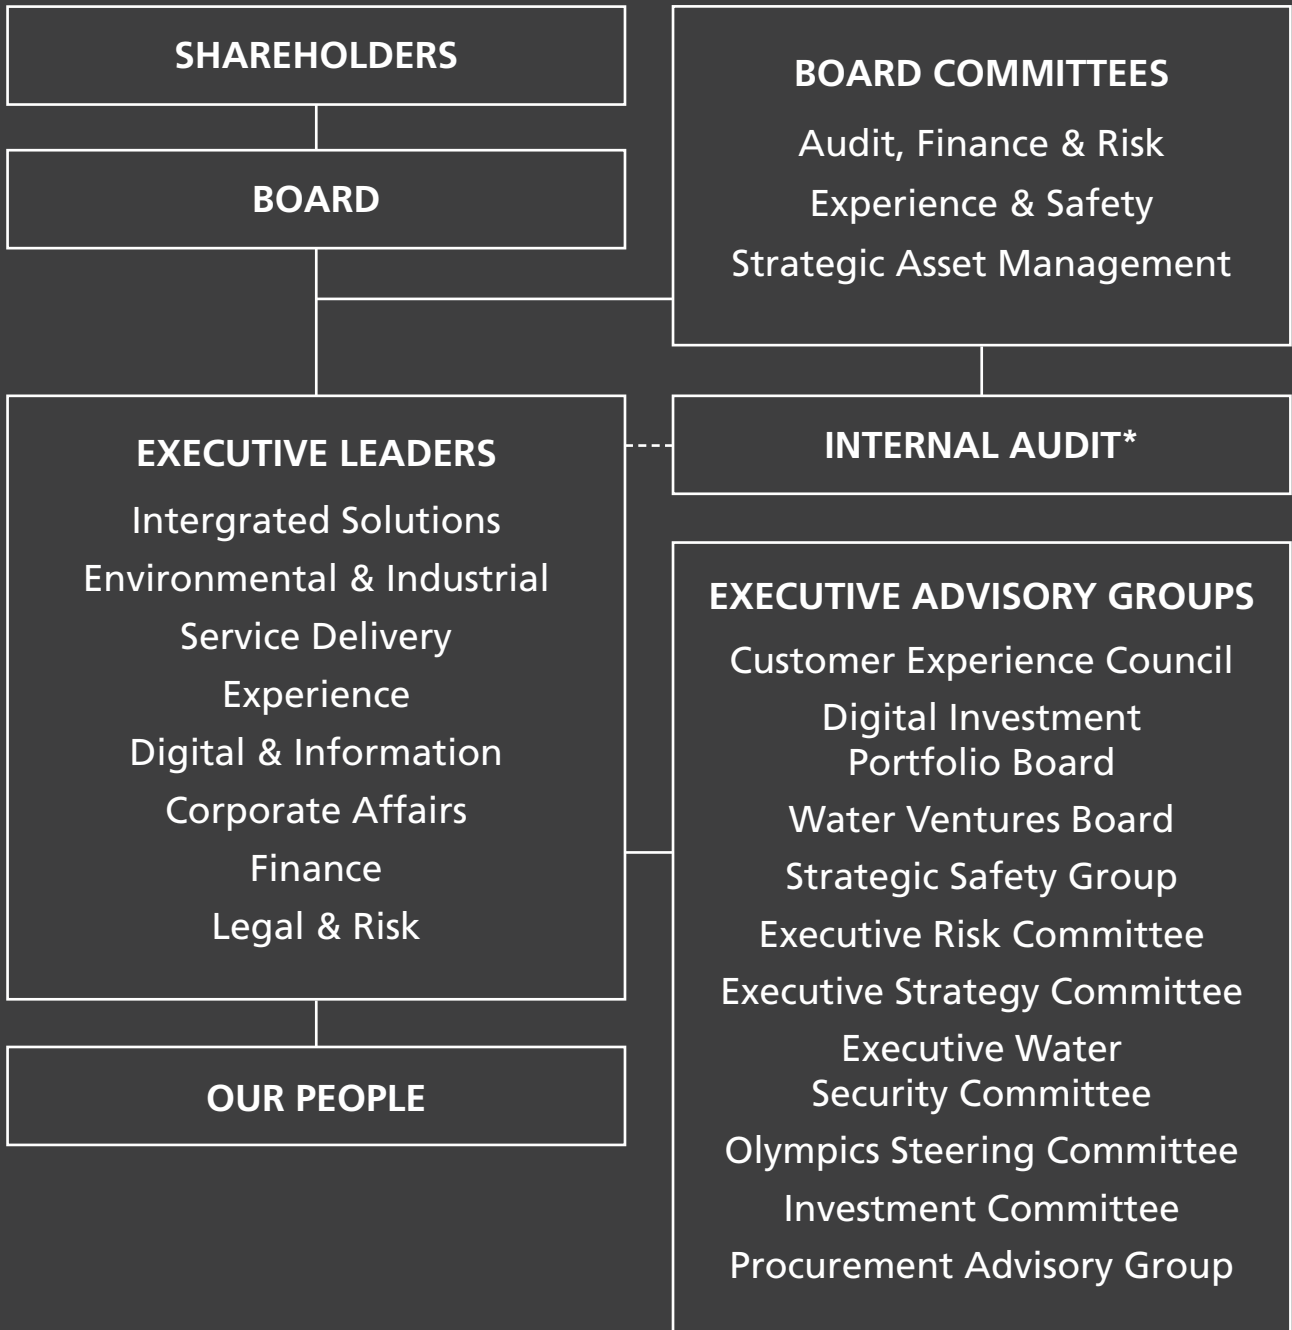 SHAREHOLDERS
BOARD
BOARD COMMITTEES
Audit, Finance & Risk
Experience & Safety
Strategic Asset Management
EXECUTIVE LEADERS
Intergrated Solutions
Environmental & Industrial
Service Delivery
Experience
Digital & Information
Corporate Affairs
Finance
Legal & Risk
INTERNAL AUDIT*
EXECUTIVE ADVISORY GROUPS
Customer Experience Council
Digital Investment
Portfolio Board
Water Ventures Board
Strategic Safety Group
Executive Risk Committee
Executive Strategy Committee
Executive Water
Security Committee
Olympics Steering Committee
Investment Committee
Procurement Advisory Group
OUR PEOPLE